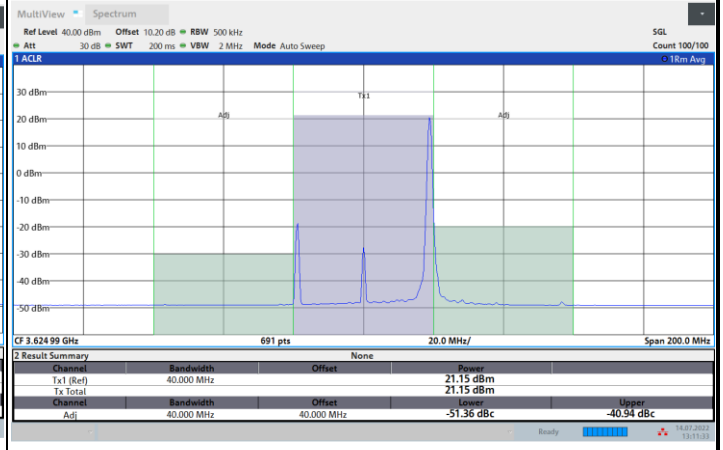 MultiView Spectrum
Ref Level 40.00 dBm Offset 10.20 dB RBW 500 kHz SGL
Att 30 dB SWT 200 ms VBW 2 MHz Mode Auto Sweep Count 100/100
1 ACLR 1Rm Avg
30 dBm
Tx1
20 dBm Adj Adj
10 dBm
0 dBm
-10 dBm
-20 dBm
-30 dBm
-40 dBm
-50 dBm
CF 3.624 99 GHz 691 pts 20.0 MHz/ Span 200.0 MHz
2 Result Summary None
Channel Bandwidth Offset Power
Tx1 (Ref) 40.000 MHz 21.15 dBm
Tx Total 21.15 dBm
Channel Bandwidth Offset Lower Upper
Adj 40.000 MHz 40.000 MHz -51.36 dBc -40.94 dBc
Ready 14.07.2022
13:11:33